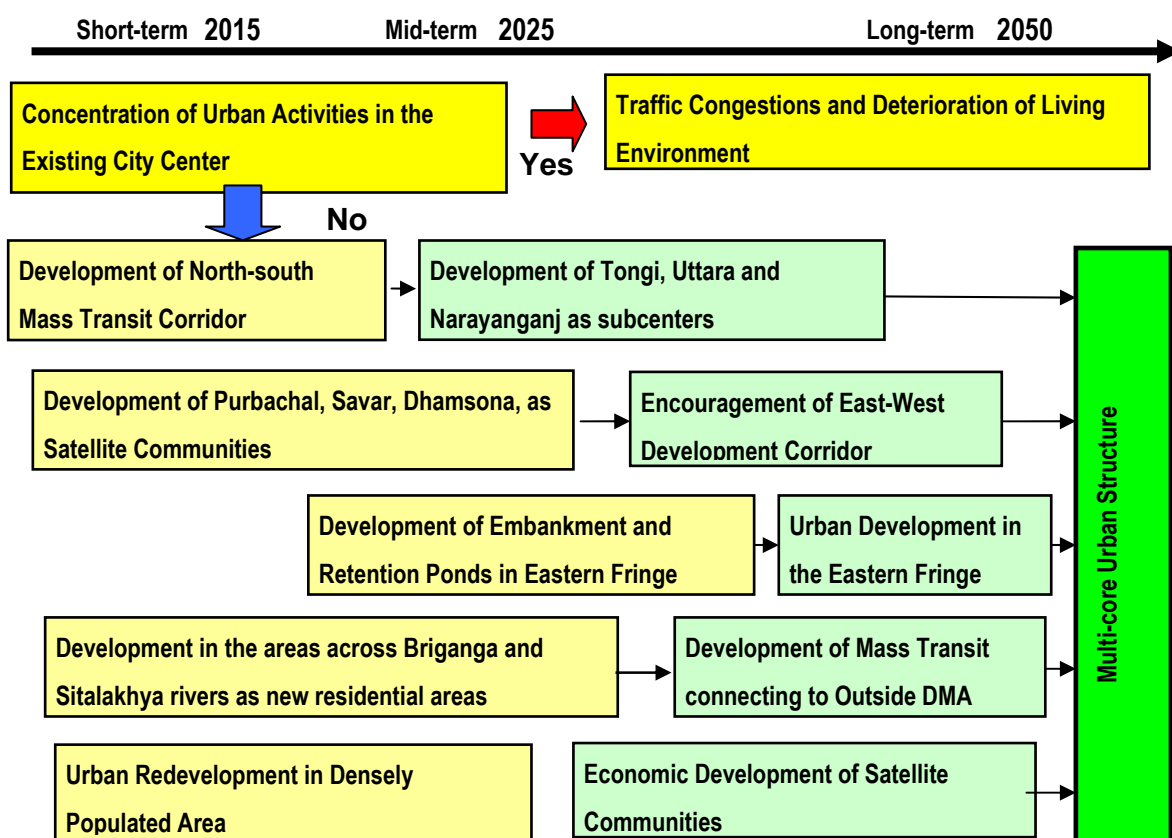 Short-term 2015 Mid-term 2025 Long-term 2050
Concentration of Urban Activities in the
Existing City Center
Yes
Traffic Congestions and Deterioration of Living
Environment
No
Development of North-south
Mass Transit Corridor
Development of Tongi, Uttara and
Narayanganj as subcenters
Development of Purbachal, Savar, Dhamsona, as
Satellite Communities
Encouragement of East-West
Development Corridor
Development of Embankment and
Retention Ponds in Eastern Fringe
Urban Development in
the Eastern Fringe
Development in the areas across Briganga and
Sitalakhya rivers as new residential areas
Development of Mass Transit
connecting to Outside DMA
Urban Redevelopment in Densely
Populated Area
Economic Development of Satellite
Communities
Multi-core Urban Structure